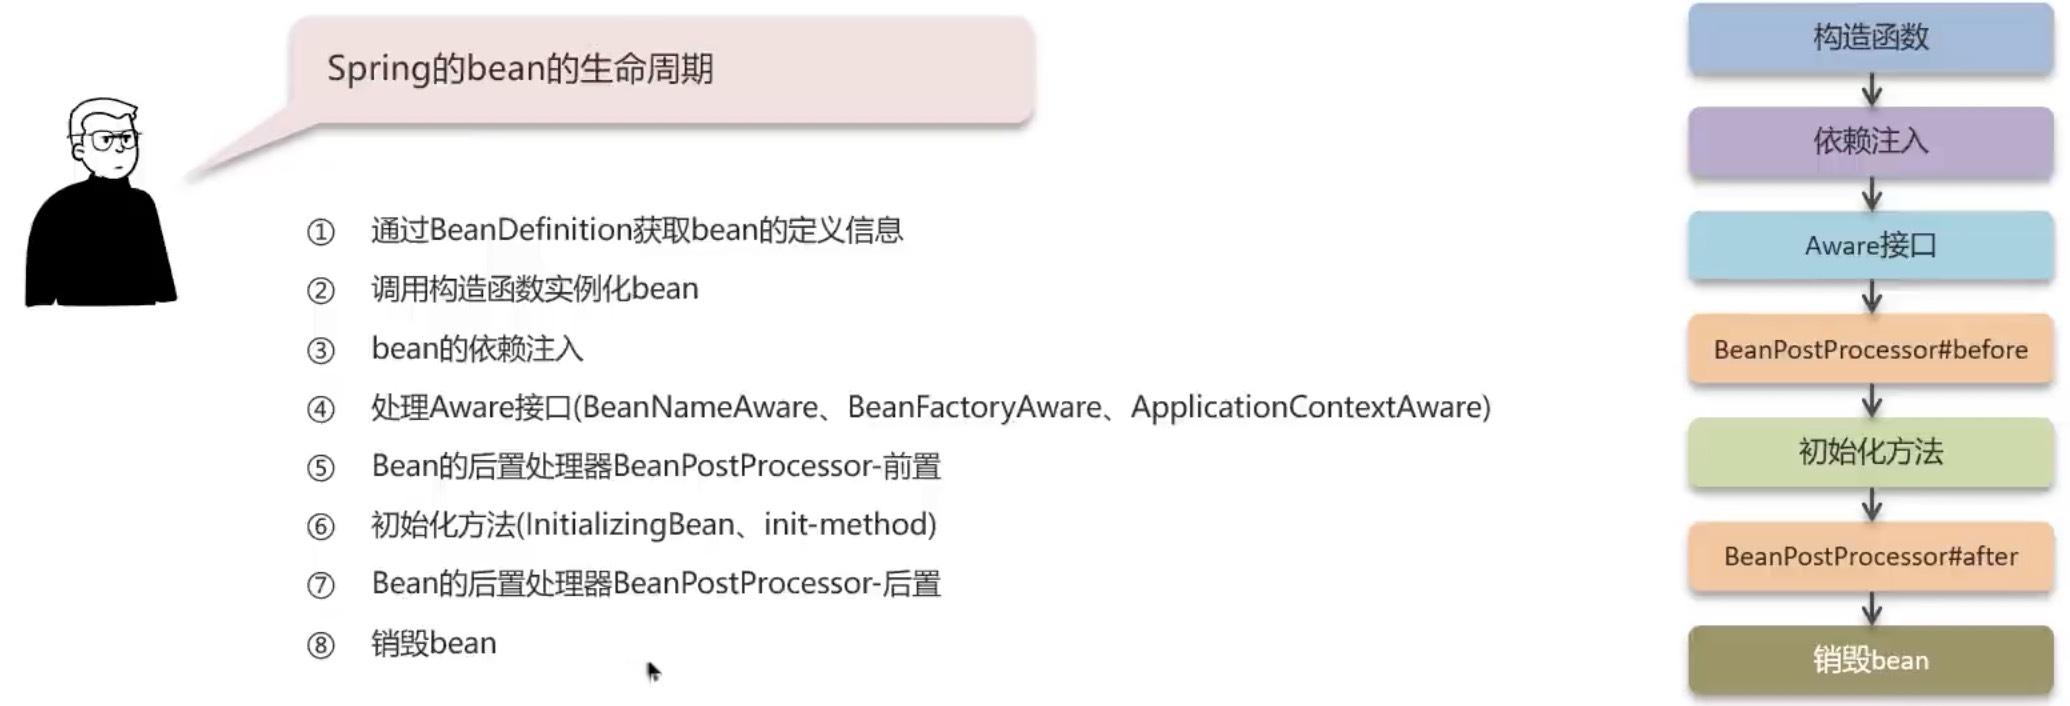 Spring的bean的生命周期
① 通过BeanDefinition获取bean的定义信息
② 调用构造函数实例化bean
③ bean的依赖注入
④ 处理Aware接口(BeanNameAware、BeanFactoryAware、ApplicationContextAware)
⑤ Bean的后置处理器BeanPostProcessor-前置
⑥ 初始化方法(InitializingBean、init-method)
⑦ Bean的后置处理器BeanPostProcessor-后置
⑧ 销毁bean
构造函数
依赖注入
Aware接口
BeanPostProcessor#before
初始化方法
BeanPostProcessor#after
销毁bean